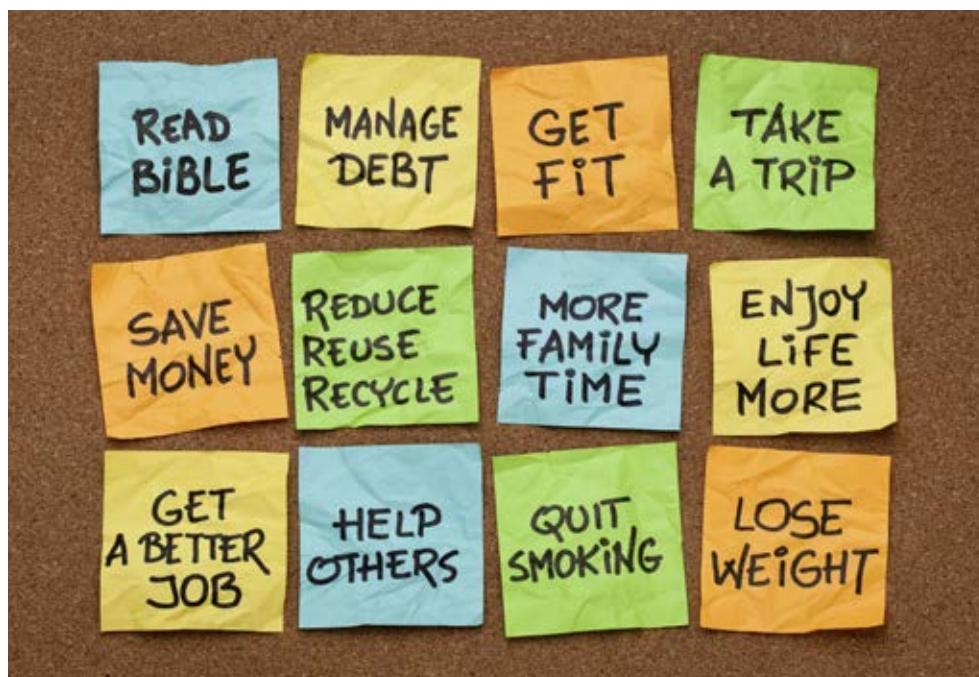 READ
BiBLE
MANAGE
DEBT
GET
FiT
TAKE
A TRiP
SAVE
MONEY
REDUCE
REUSE
RECYCLE
MORE
FAMiLY
TiME
ENJOY
LiFE
MORE
GET
A BETTER
JOB
HELP
OTHERS
QUiT
SMOKiNG
LOSE
WEiGHT